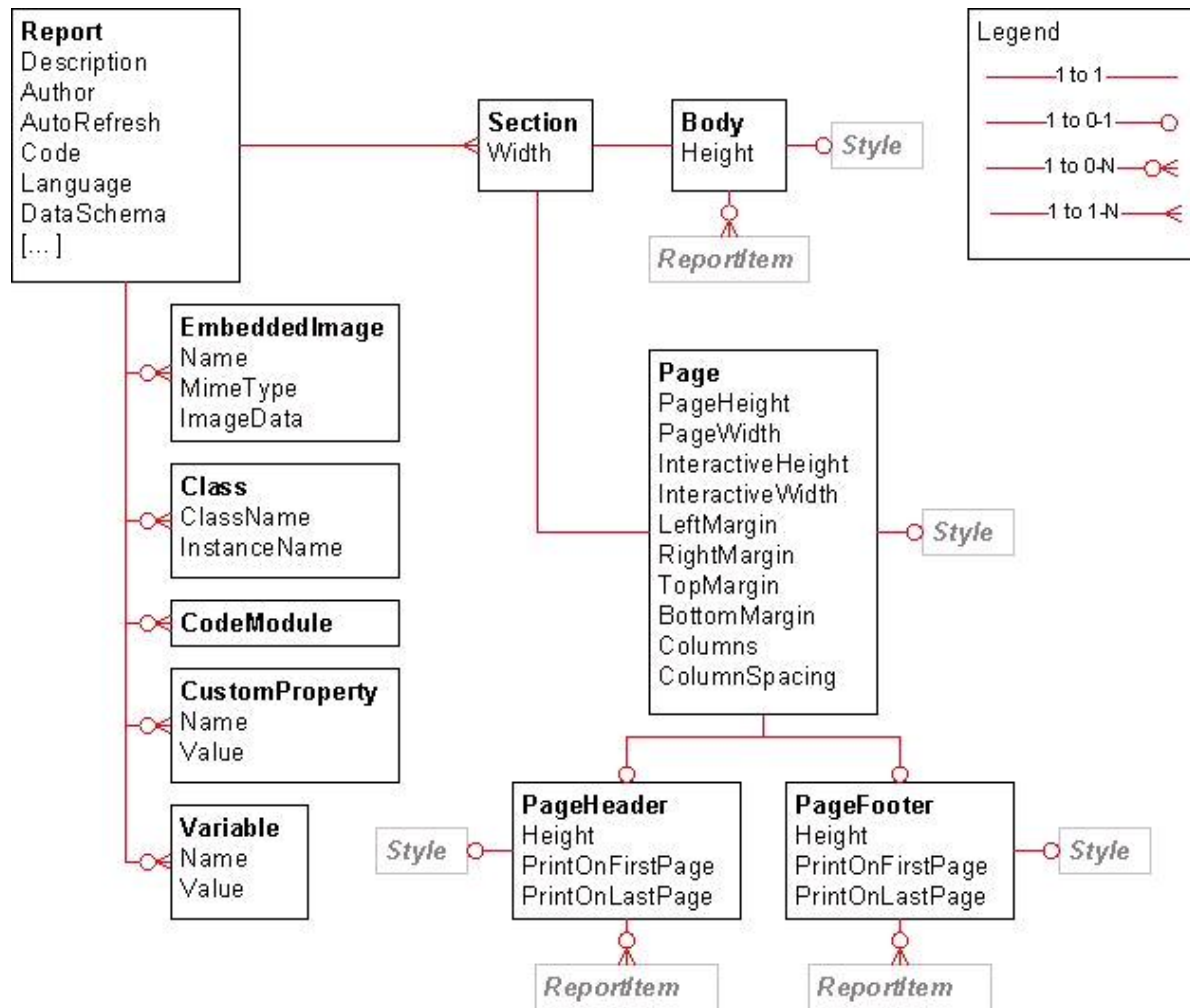 Report
Description
Author
AutoRefresh
Code
Language
DataSchema
[... ]
Section
Width
Body
Height
Style
ReportItem
Legend
1 to 1
1 to 0-1
1 to 0-N
1 to 1-N
EmbeddedImage
Name
MimeType
ImageData
Class
ClassName
InstanceName
CodeModule
CustomProperty
Name
Value
Variable
Name
Value
Page
PageHeight
PageWidth
InteractiveHeight
InteractiveWidth
LeftMargin
RightMargin
TopMargin
BottomMargin
Columns
ColumnSpacing
Style
Style
PageHeader
Height
PrintOnFirstPage
PrintOnLastPage
ReportItem
PageFooter
Height
PrintOnFirstPage
PrintOnLastPage
Style
ReportItem